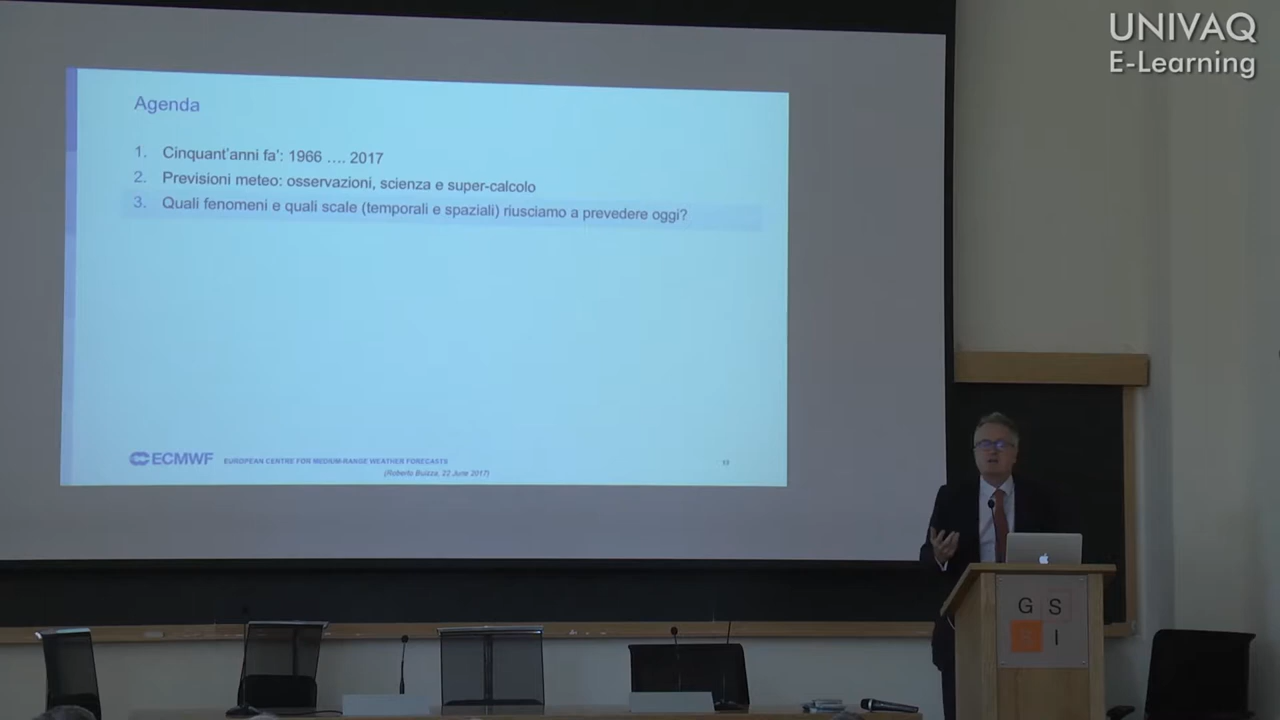 UNIVAQ
E-Learning
Agenda
1. Cinquant'anni fa': 1966 .... 2017
2. Previsioni meteo: osservazioni, scienza e super-calcolo
3. Quali fenomeni e quali scale (temporali e spaziali) riusciamo a prevedere oggi?
ECMWF EUROPEAN CENTRE FOR MEDIUM-RANGE WEATHER FORECASTS
(Roberto Buizza, 22 June 2017)
G S
I